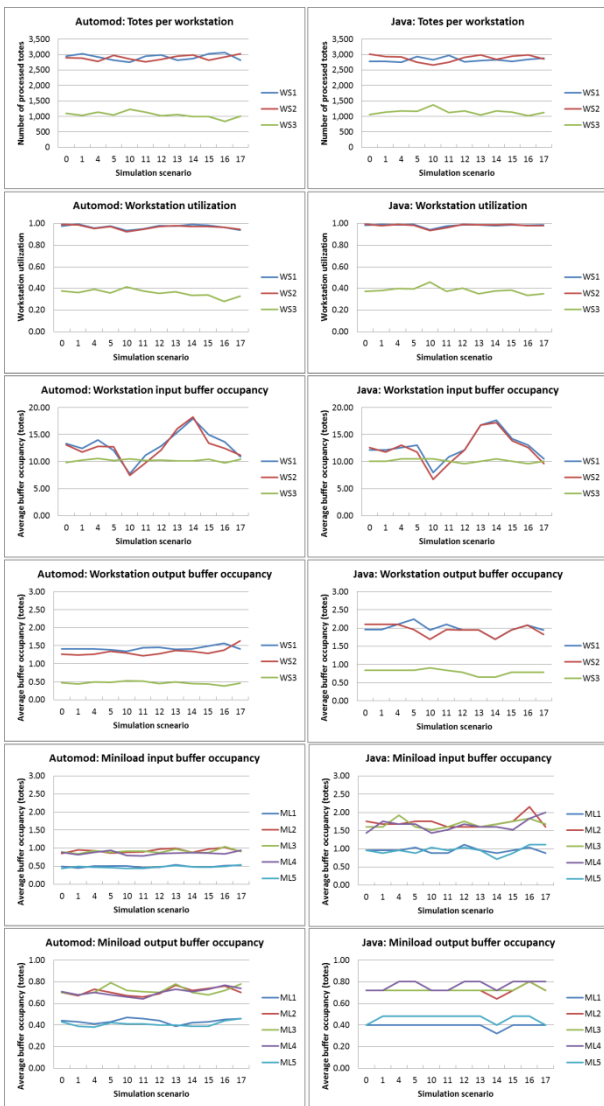 Automod: Totes per workstation
Number of processed totes
3,500
3,000
2,500
2,000
1,500
1,000
500
0
0 1 4 5 10 11 12 13 14 15 16 17
Simulation scenario
WS1
WS2
WS3
Java: Totes per workstation
Number of processed totes
3,500
3,000
2,500
2,000
1,500
1,000
500
0
0 1 4 5 10 11 12 13 14 15 16 17
Simulation scenario
WS1
WS2
WS3
Automod: Workstation utilization
Workstation utilization
1.00
0.80
0.60
0.40
0.20
0.00
0 1 4 5 10 11 12 13 14 15 16 17
Simulation scenario
WS1
WS2
WS3
Java: Workstation utilization
Workstation utilization
1.00
0.80
0.60
0.40
0.20
0.00
0 1 4 5 10 11 12 13 14 15 16 17
Simulation scenario
WS1
WS2
WS3
Automod: Workstation input buffer occupancy
Average buffer occupancy (totes)
20.00
15.00
10.00
5.00
0.00
0 1 4 5 10 11 12 13 14 15 16 17
Simulation scenario
WS1
WS2
WS3
Java: Workstation input buffer occupancy
Average buffer occupancy (totes)
20.00
15.00
10.00
5.00
0.00
0 1 4 5 10 11 12 13 14 15 16 17
Simulation scenario
WS1
WS2
WS3
Automod: Workstation output buffer occupancy
Average buffer occupancy (totes)
3.00
2.50
2.00
1.50
1.00
0.50
0.00
0 1 4 5 10 11 12 13 14 15 16 17
Simulation scenario
WS1
WS2
WS3
Java: Workstation output buffer occupancy
Average buffer occupancy (totes)
3.00
2.50
2.00
1.50
1.00
0.50
0.00
0 1 4 5 10 11 12 13 14 15 16 17
Simulation scenario
WS1
WS2
WS3
Automod: Miniload input buffer occupancy
Average buffer occupancy (totes)
3.00
2.50
2.00
1.50
1.00
0.50
0.00
0 1 4 5 10 11 12 13 14 15 16 17
Simulation scenario
ML1
ML2
ML3
ML4
ML5
Java: Miniload input buffer occupancy
Average buffer occupancy (totes)
3.00
2.50
2.00
1.50
1.00
0.50
0.00
0 1 4 5 10 11 12 13 14 15 16 17
Simulation scenario
ML1
ML2
ML3
ML4
ML5
Automod: Miniload output buffer occupancy
Average buffer occupancy (totes)
1.00
0.80
0.60
0.40
0.20
0.00
0 1 4 5 10 11 12 13 14 15 16 17
Simulation scenario
ML1
ML2
ML3
ML4
ML5
Java: Miniload output buffer occupancy
Average buffer occupancy (totes)
1.00
0.80
0.60
0.40
0.20
0.00
0 1 4 5 10 11 12 13 14 15 16 17
Simulation scenario
ML1
ML2
ML3
ML4
ML5